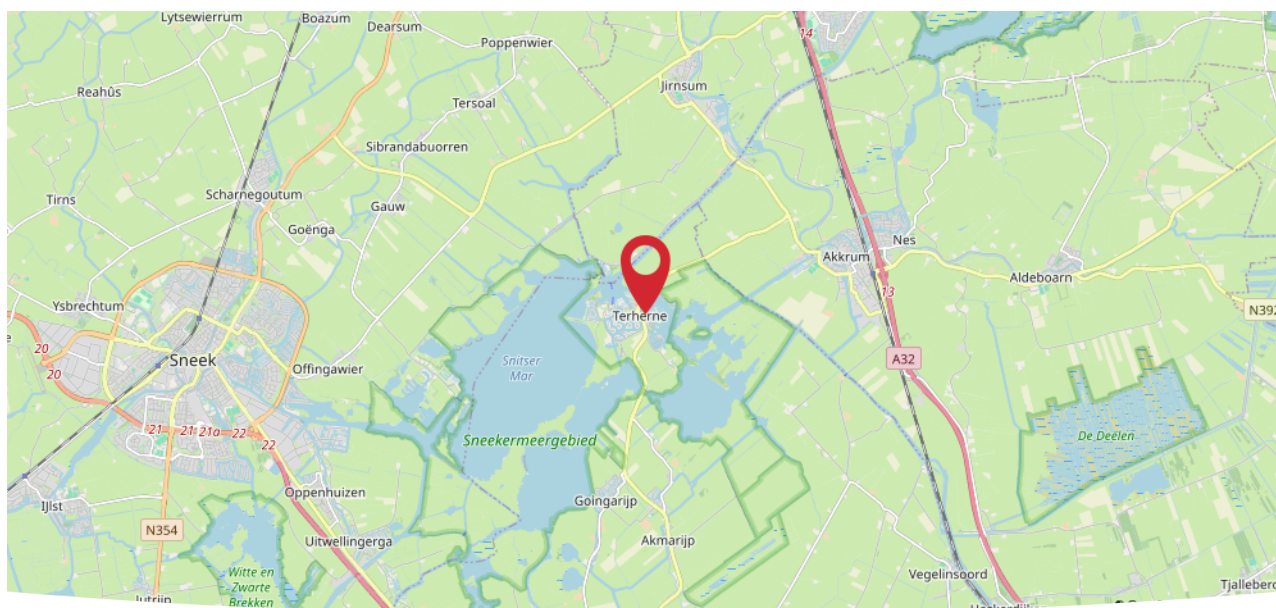 Lytsewierrum
Boazum
Dearsum
Poppenwier
14
Reahûs
Jirnsum
Tersoal
Sibrandabuorren
Scharnegoutum
Tirns
Gauw
Goënga
Nes
Akkrum
Aldeboarn
Ysbrechtum
13
N392
Terherne
20
20
Sneek
Snitser
Mar
A32
Offingawier
21
21
21a
22
22
Sneekermeergebied
De Deelen
Oppenhuizen
Goingarijp
IJlst
N354
Uitwellingerga
Akmarijp
Witte en
Zwarte
Brekken
Vegelinsoord
Jutrijp